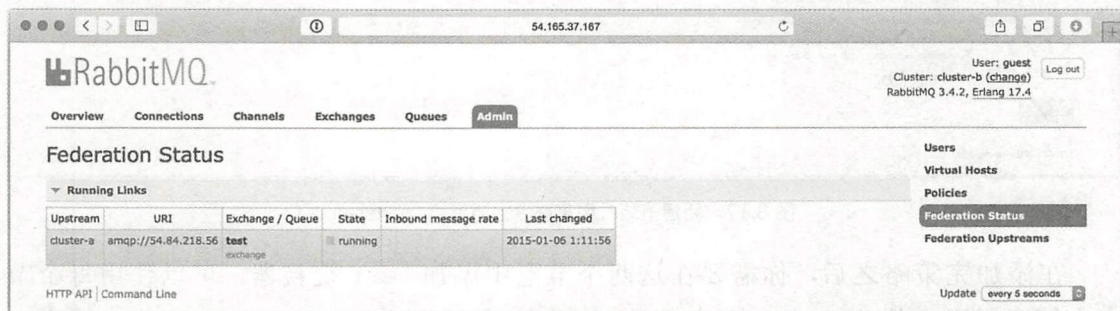 54.165.37.167
RabbitMQ
User: guest
Cluster: cluster-b (change)
RabbitMQ 3.4.2, Erlang 17.4
Log out
Overview Connections Channels Exchanges Queues Admin
Federation Status
Running Links
Upstream URI Exchange / Queue State Inbound message rate Last changed
cluster-a amqp://54.84.218.56 test exchange running 2015-01-06 1:11:56
Users
Virtual Hosts
Policies
Federation Status
Federation Upstreams
HTTP API Command Line
Update every 5 seconds